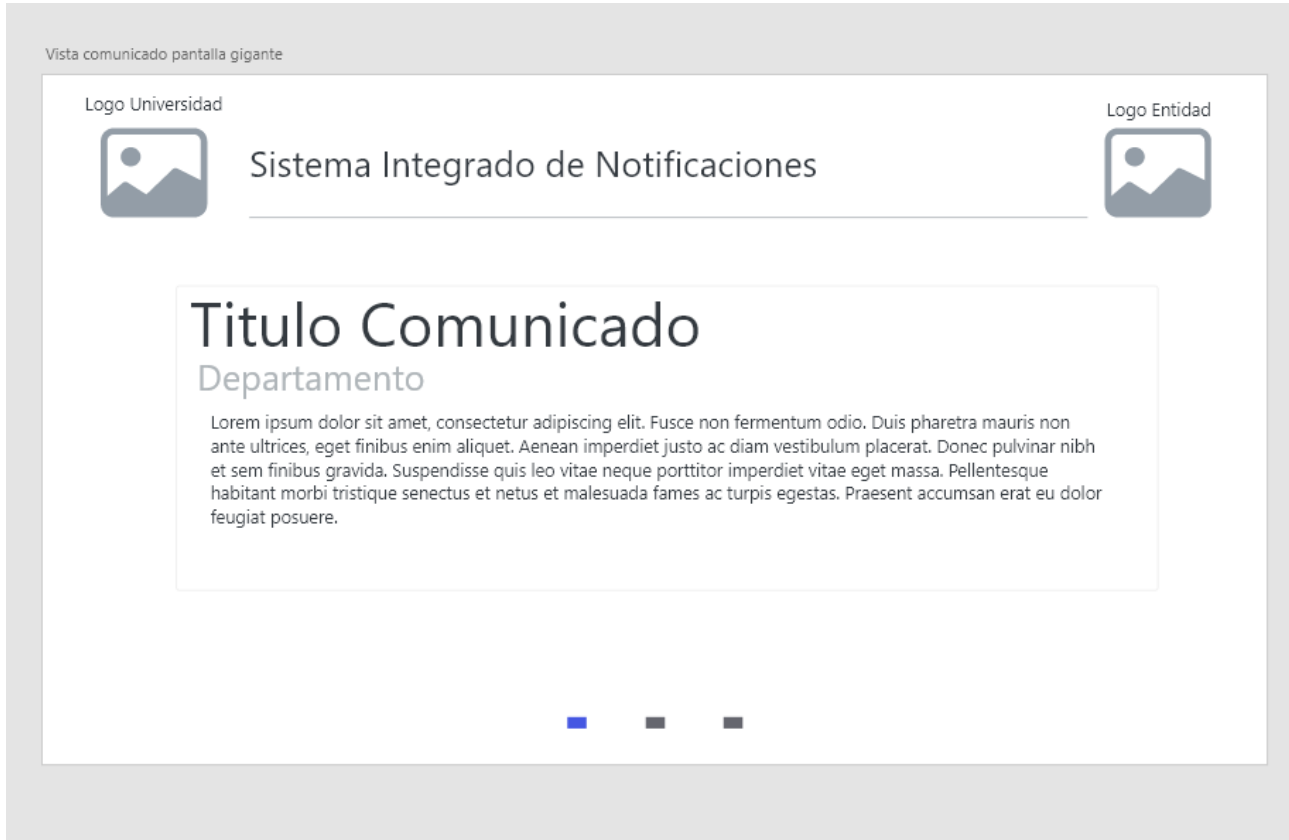 Vista comunicado pantalla gigante
Logo Universidad
Logo Entidad
Sistema Integrado de Notificaciones
Titulo Comunicado
Departamento
Lorem ipsum dolor sit amet, consectetur adipiscing elit. Fusce non fermentum odio. Duis pharetra mauris non
ante ultrices, eget finibus enim aliquet. Aenean imperdiet justo ac diam vestibulum placerat. Donec pulvinar nibh
et sem finibus gravida. Suspendisse quis leo vitae neque porttitor imperdiet vitae eget massa. Pellentesque
habitant morbi tristique senectus et netus et malesuada fames ac turpis egestas. Praesent accumsan erat eu dolor
feugiat posuere.